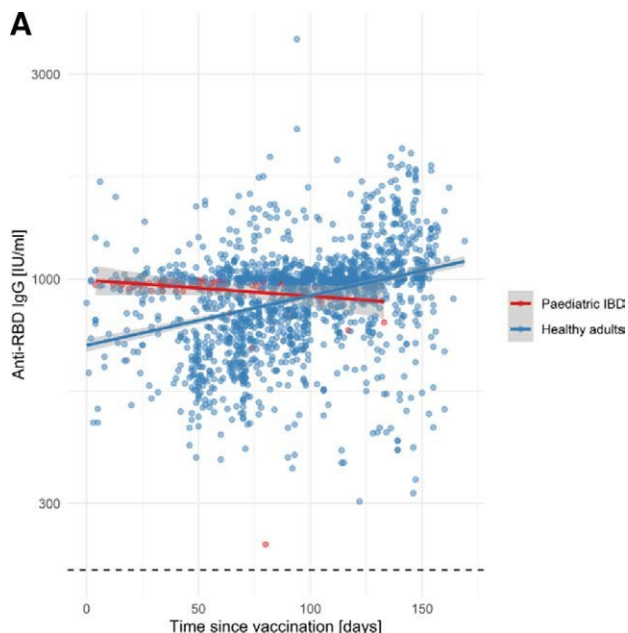 A
3000
1000
300
Anti-RBD IgG [IU/ml]
0
50
100
150
Time since vaccination [days]
Paediatric IBD
Healthy adults